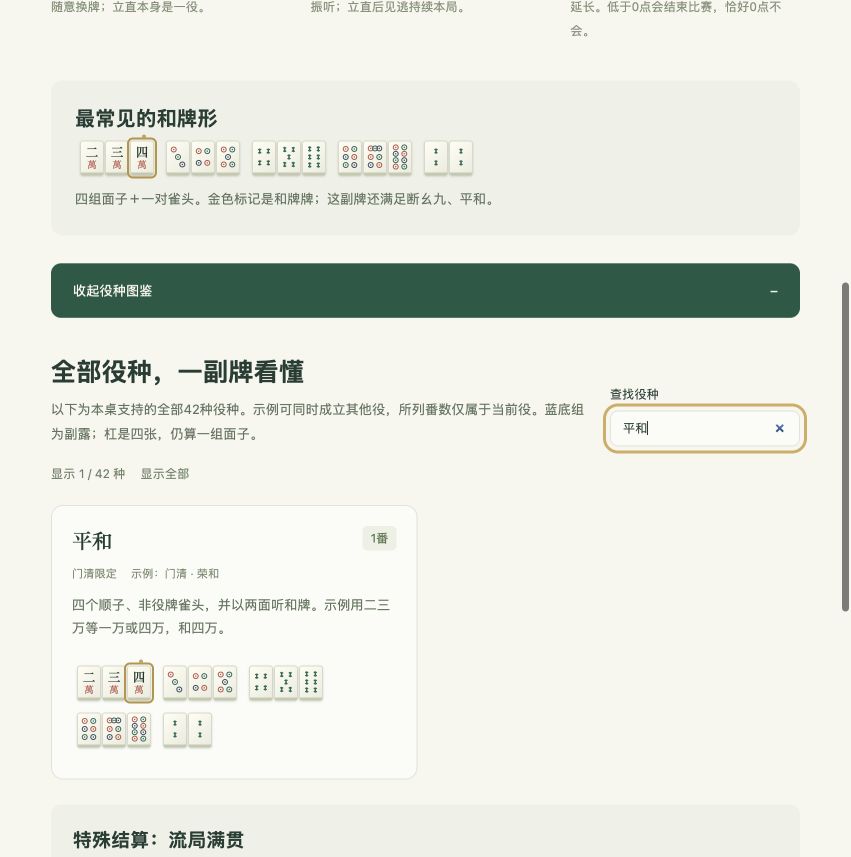 随意换牌；立直本身是一役。
振听；立直后见逃持续本局。
延长。低于0点会结束比赛，恰好0点不会。
最常见的和牌形
二萬 三萬 四萬
四组面子＋一对雀头。金色标记是和牌牌；这副牌还满足断幺九、平和。
收起役种图鉴 −
全部役种，一副牌看懂
以下为本桌支持的全部42种役种。示例可同时成立其他役，所列番数仅属于当前役。蓝底组
为副露；杠是四张，仍算一组面子。
查找役种
平和 ×
显示 1 / 42 种 显示全部
平和 1番
门清限定 示例：门清 · 荣和
四个顺子、非役牌雀头，并以两面听和牌。示例用二三
万等一万或四万，和四万。
二萬 三萬 四萬
特殊结算：流局满贯